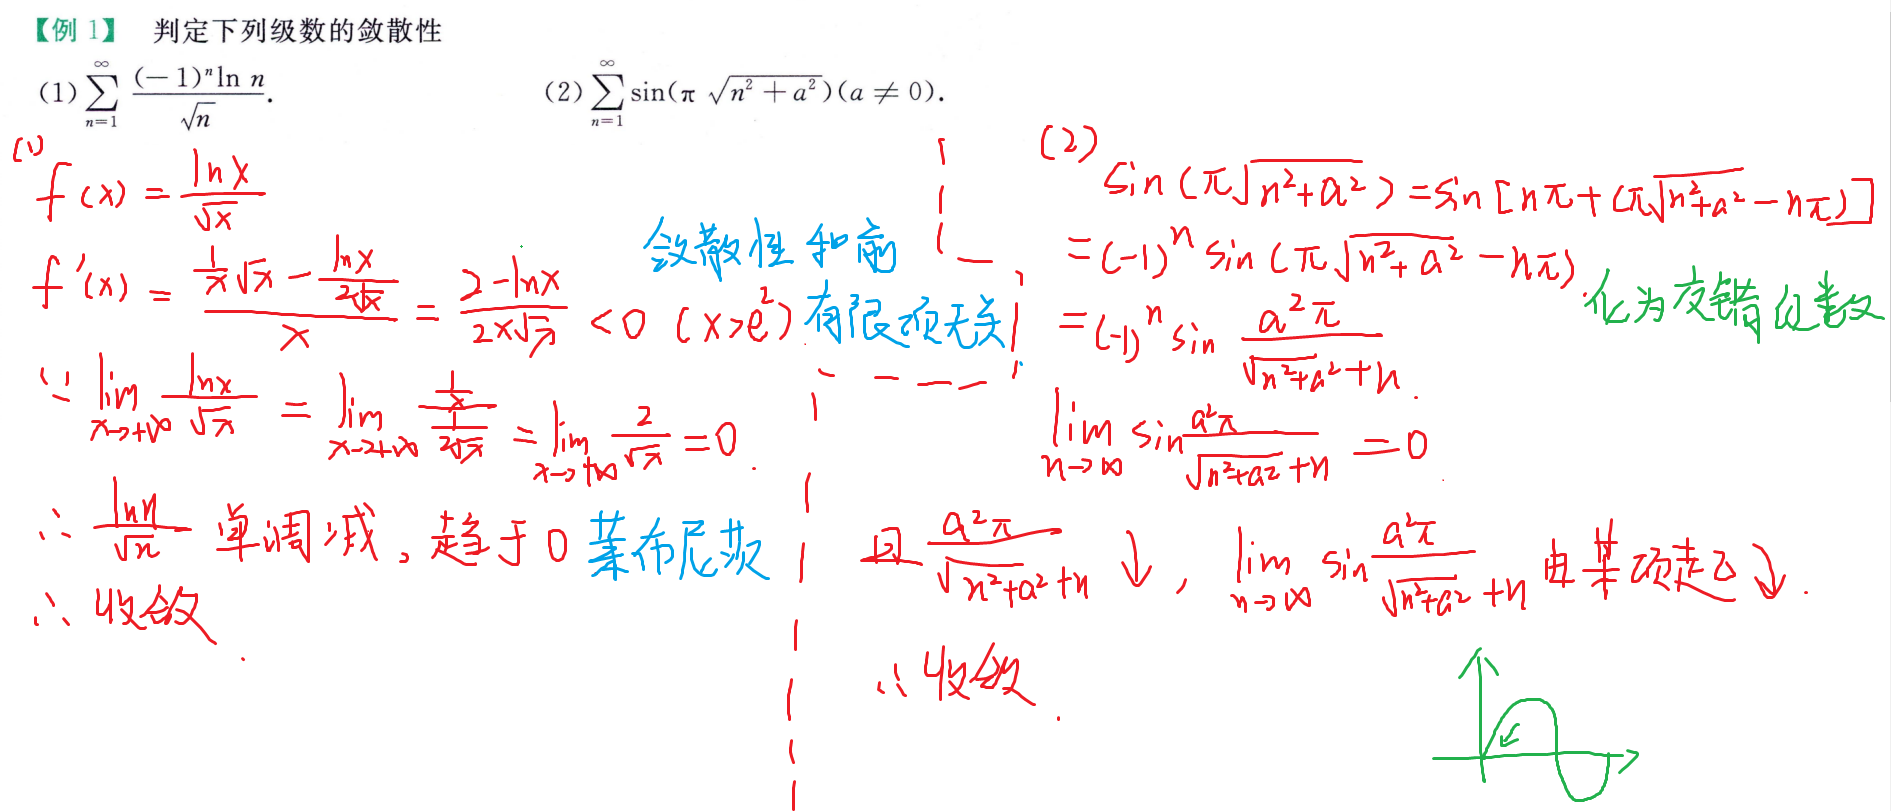 【例 1】 判定下列级数的敛散性
(1) $\sum_{n=1}^{\infty} \frac{(-1)^n \ln n}{\sqrt{n}}$. (2) $\sum_{n=1}^{\infty} \sin(\pi \sqrt{n^2 + a^2})(a \neq 0)$.
(1)
$f(x) = \frac{\ln x}{\sqrt{x}}$
$f'(x) = \frac{\frac{1}{x}\sqrt{x} - \frac{\ln x}{2\sqrt{x}}}{x} = \frac{2 - \ln x}{2x\sqrt{x}} < 0 \ (x > e^2)$
敛散性和前
有限项无关
$\because \lim_{x \to +\infty} \frac{\ln x}{\sqrt{x}} = \lim_{x \to +\infty} \frac{\frac{1}{x}}{\frac{1}{2\sqrt{x}}} = \lim_{x \to +\infty} \frac{2}{\sqrt{x}} = 0.$
$\therefore \frac{\ln n}{\sqrt{n}}$ 单调减, 趋于 0 莱布尼茨
∴ 收敛.
(2)
$\sin(\pi\sqrt{n^2+a^2}) = \sin[n\pi + (\pi\sqrt{n^2+a^2} - n\pi)]$
$= (-1)^n \sin(\pi\sqrt{n^2+a^2} - n\pi).$
化为交错级数
$= (-1)^n \sin \frac{a^2\pi}{\sqrt{n^2+a^2}+n}.$
$\lim_{n \to \infty} \sin \frac{a^2\pi}{\sqrt{n^2+a^2}+n} = 0.$
因 $\frac{a^2\pi}{\sqrt{n^2+a^2}+n}$ ↓, $\lim_{n \to \infty} \sin \frac{a^2\pi}{\sqrt{n^2+a^2}+n}$ 由某项起 ↓.
∴ 收敛.